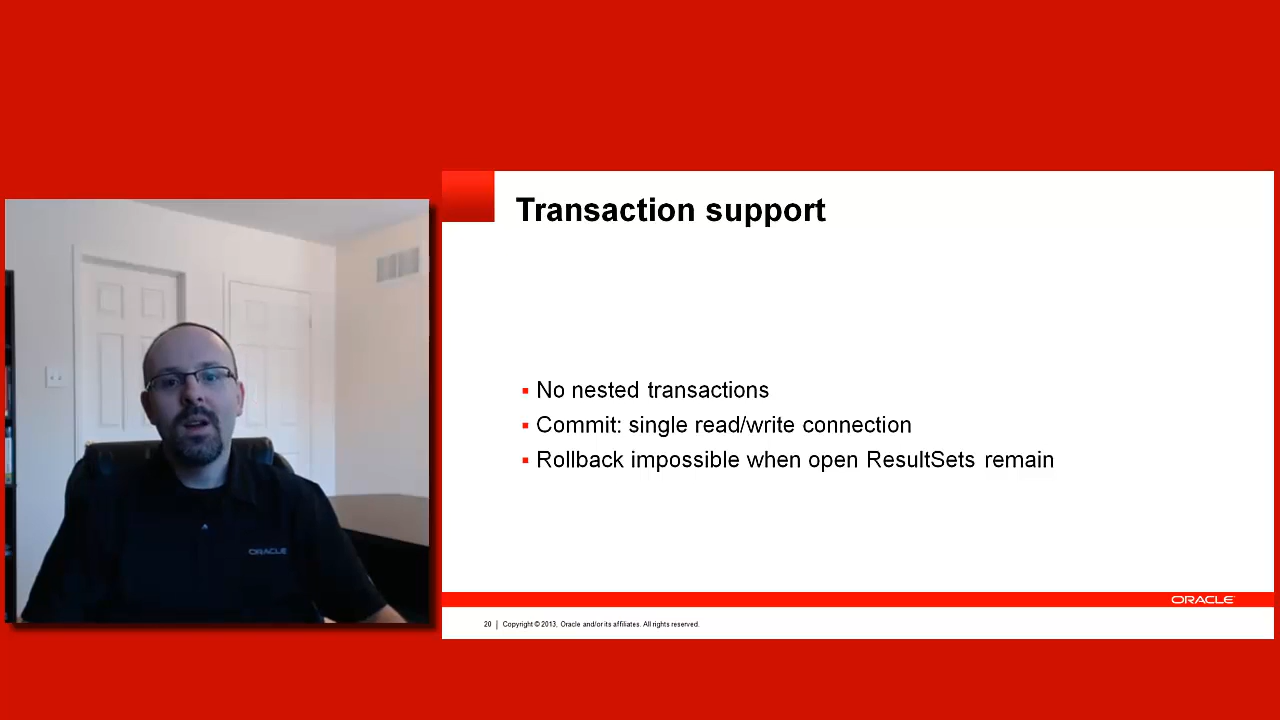 Transaction support
▪ No nested transactions
▪ Commit: single read/write connection
▪ Rollback impossible when open ResultSets remain
ORACLE
ORACLE
20 | Copyright © 2013, Oracle and/or its affiliates. All rights reserved.